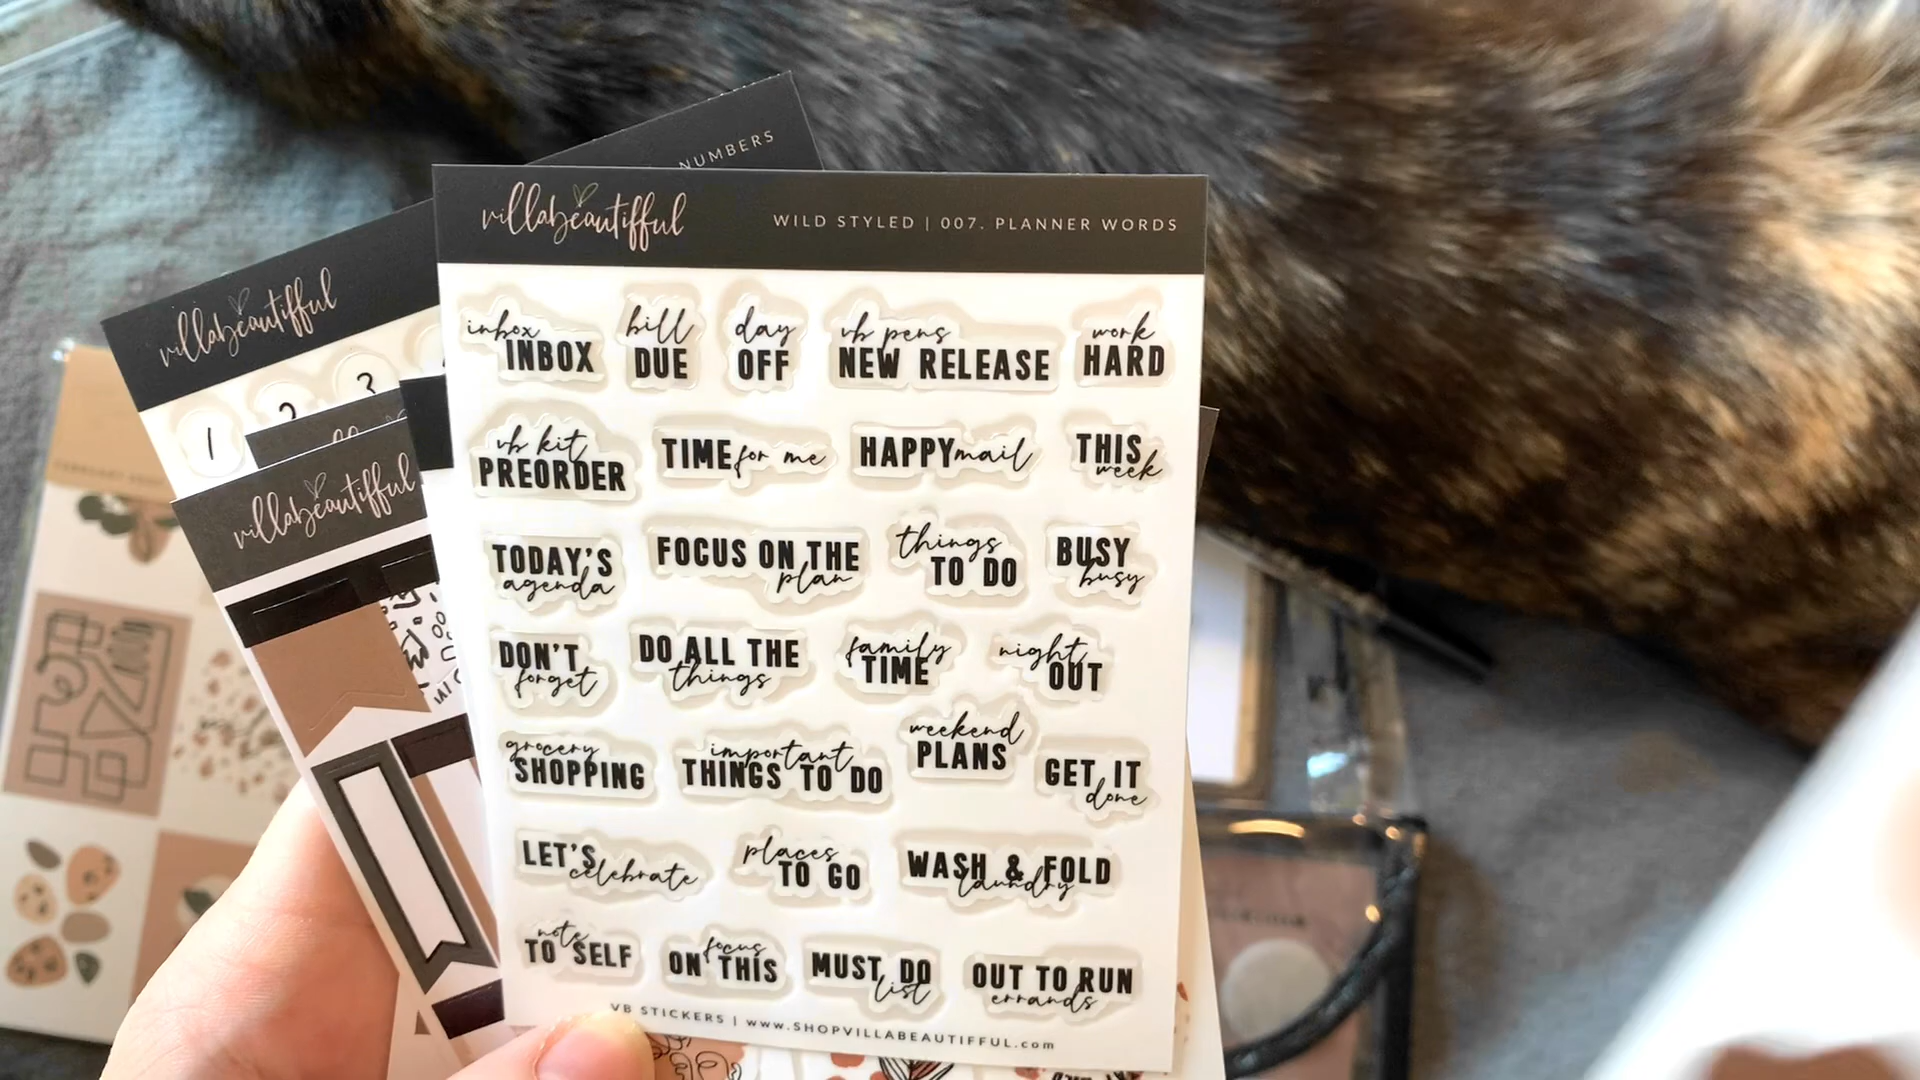 NUMBERS
villabeautifful
WILD STYLED | 007. PLANNER WORDS
villabeautifful
1 2 3
villabeautifful
inbox INBOX
bill DUE
day OFF
vb pens NEW RELEASE
work HARD
vb kit PREORDER
TIME for me
HAPPY mail
THIS week
TODAY'S agenda
FOCUS ON THE plan
things TO DO
BUSY busy
DON'T forget
DO ALL THE things
family TIME
night OUT
grocery SHOPPING
important THINGS TO DO
weekend PLANS
GET IT done
LET'S celebrate
places TO GO
WASH & FOLD laundry
note TO SELF
focus ON THIS
MUST DO list
OUT TO RUN errands
VB STICKERS | www.SHOPVILLABEAUTIFFUL.com